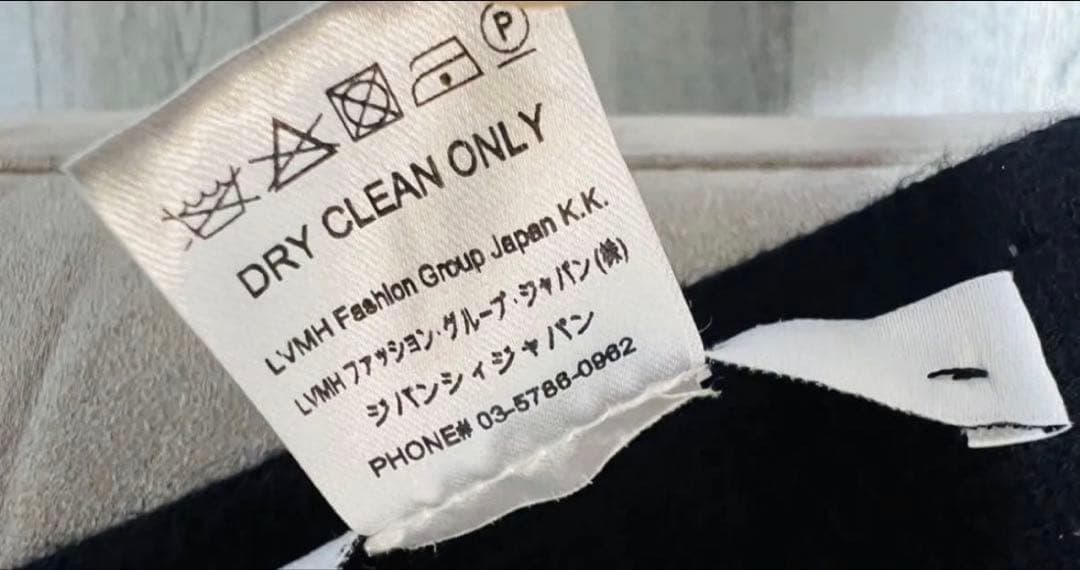 P
DRY CLEAN ONLY
LVMH Fashion Group Japan K.K.
LVMH ファッション・グループ・ジャパン(株)
ジバンシィジャパン
PHONE# 03-5786-0962